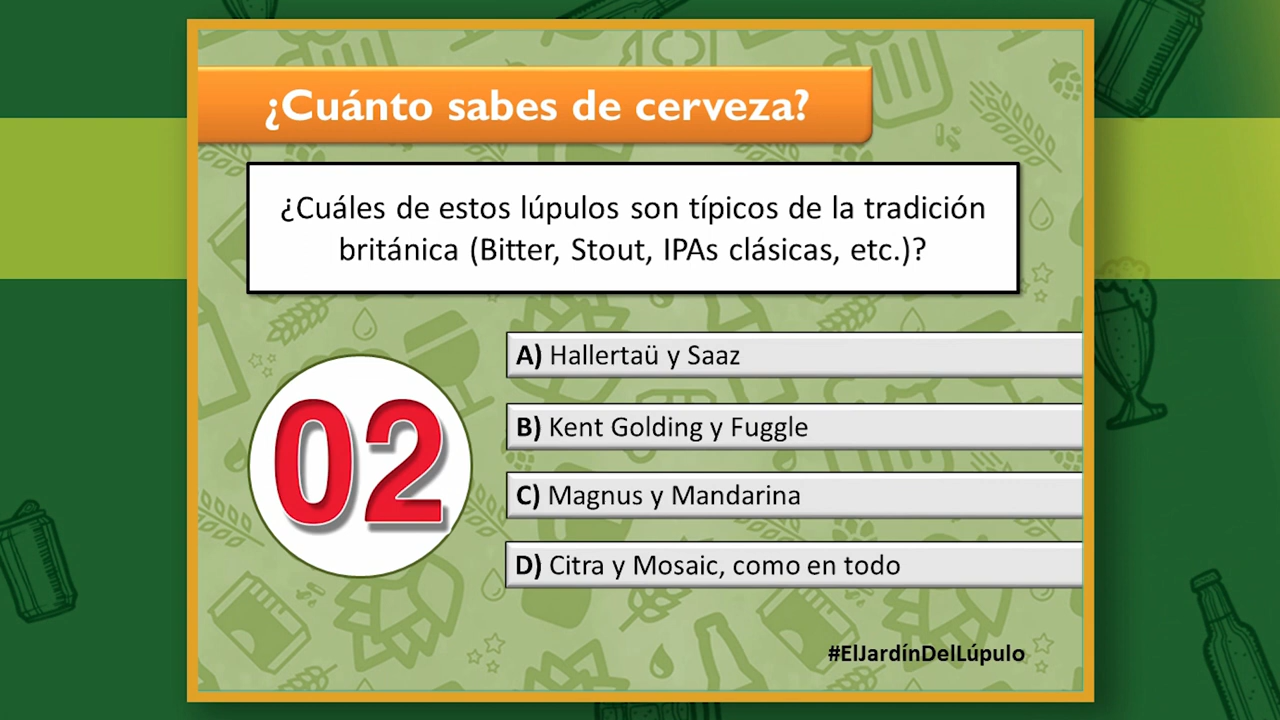 ¿Cuánto sabes de cerveza?
¿Cuáles de estos lúpulos son típicos de la tradición
británica (Bitter, Stout, IPAs clásicas, etc.)?
02
A) Hallertaü y Saaz
B) Kent Golding y Fuggle
C) Magnus y Mandarina
D) Citra y Mosaic, como en todo
#ElJardínDelLúpulo